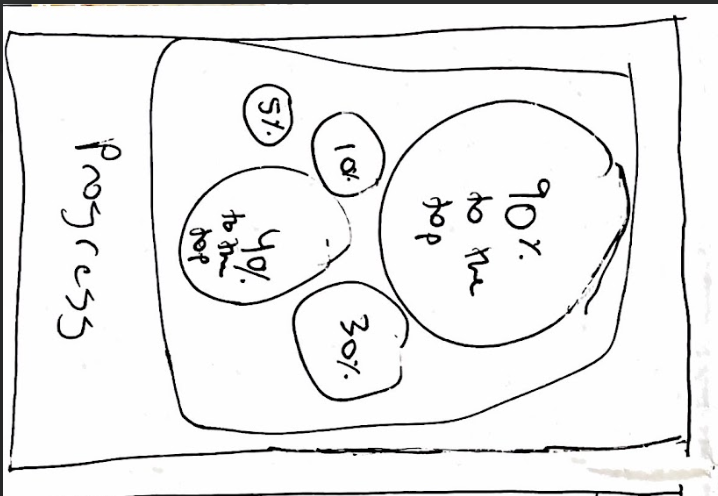 90%
to the
top
10%
5%
40%
to the
top
30%
Progress